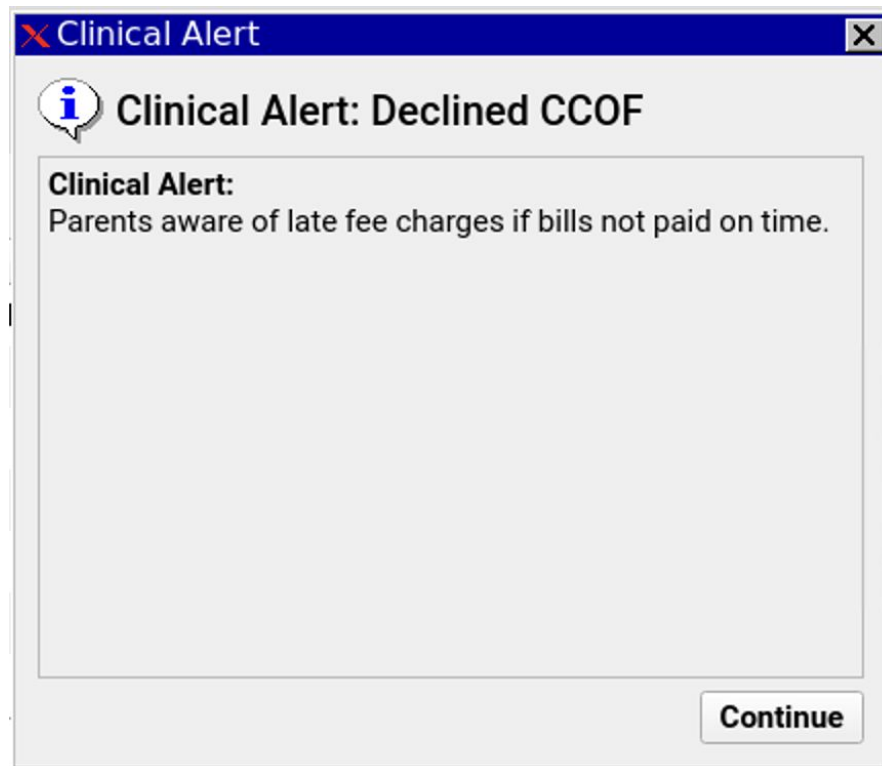 Clinical Alert
Clinical Alert: Declined CCOF
Clinical Alert:
Parents aware of late fee charges if bills not paid on time.
Continue